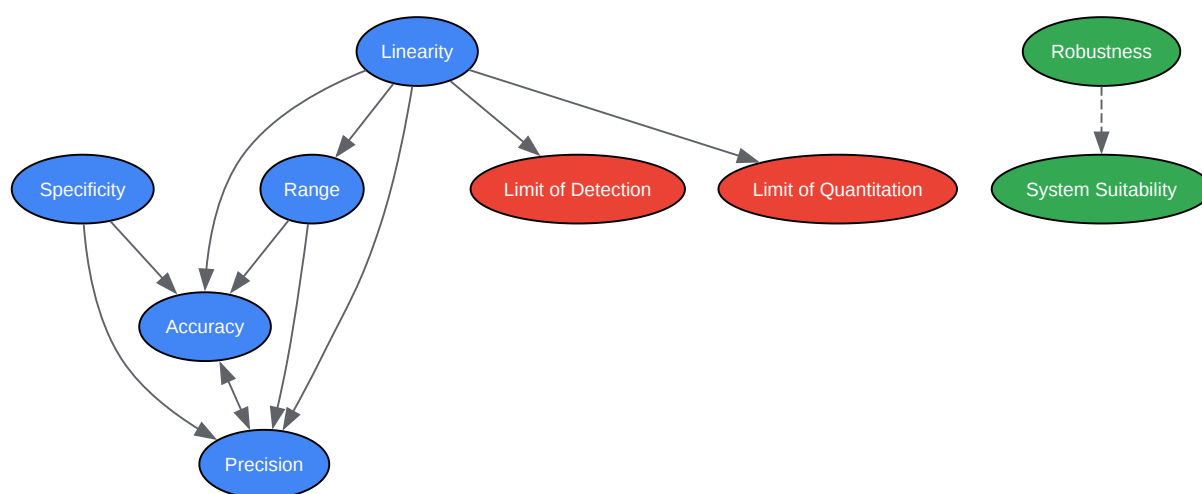 Linearity
Robustness
Specificity
Range
Limit of Detection
Limit of Quantitation
System Suitability
Accuracy
Precision